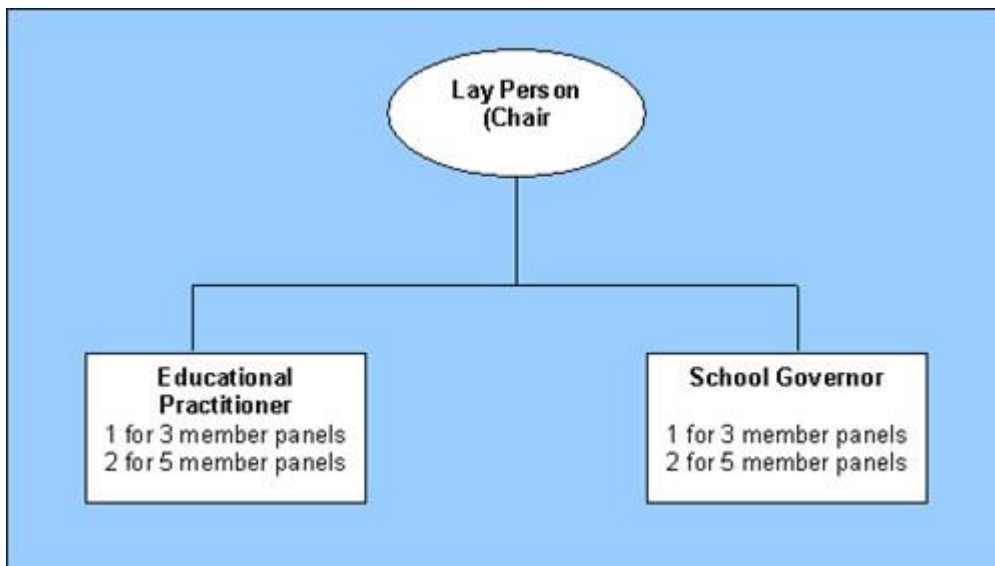 Lay Person
(Chair
Educational
Practitioner
1 for 3 member panels
2 for 5 member panels
School Governor
1 for 3 member panels
2 for 5 member panels